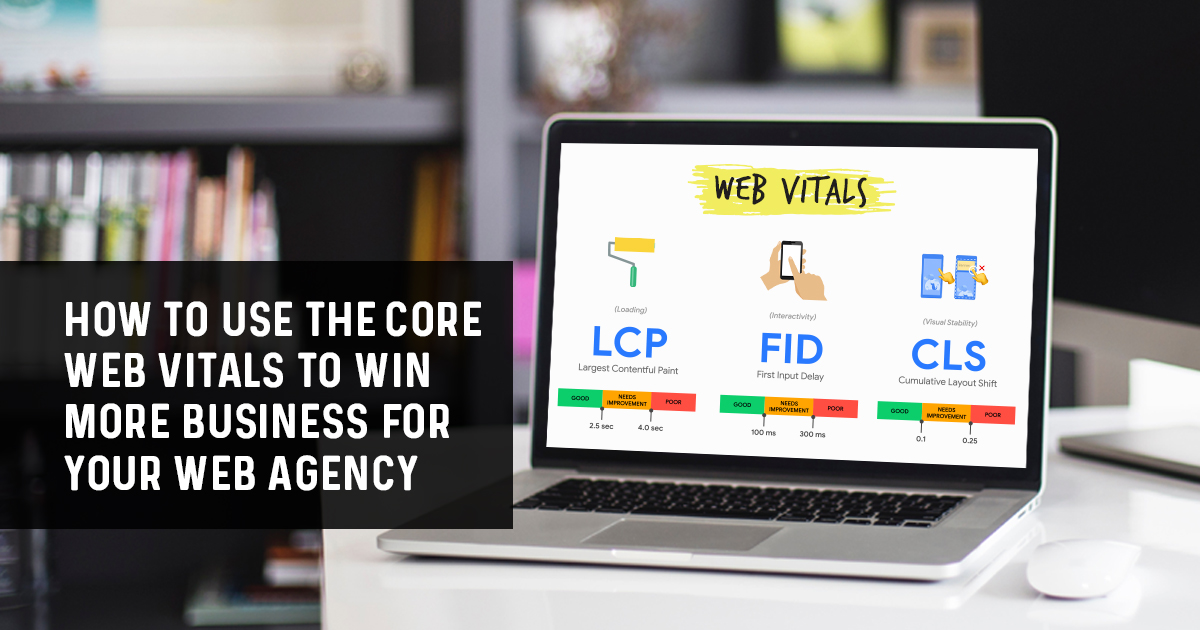 HOW TO USE THE CORE
WEB VITALS TO WIN
MORE BUSINESS FOR
YOUR WEB AGENCY
WEB VITALS
(Loading)
LCP
Largest Contentful Paint
GOOD
NEEDS
IMPROVEMENT
POOR
2.5 sec
4.0 sec
(Interactivity)
FID
First Input Delay
GOOD
NEEDS
IMPROVEMENT
POOR
100 ms
300 ms
(Visual Stability)
CLS
Cumulative Layout Shift
GOOD
NEEDS
IMPROVEMENT
POOR
0.1
0.25